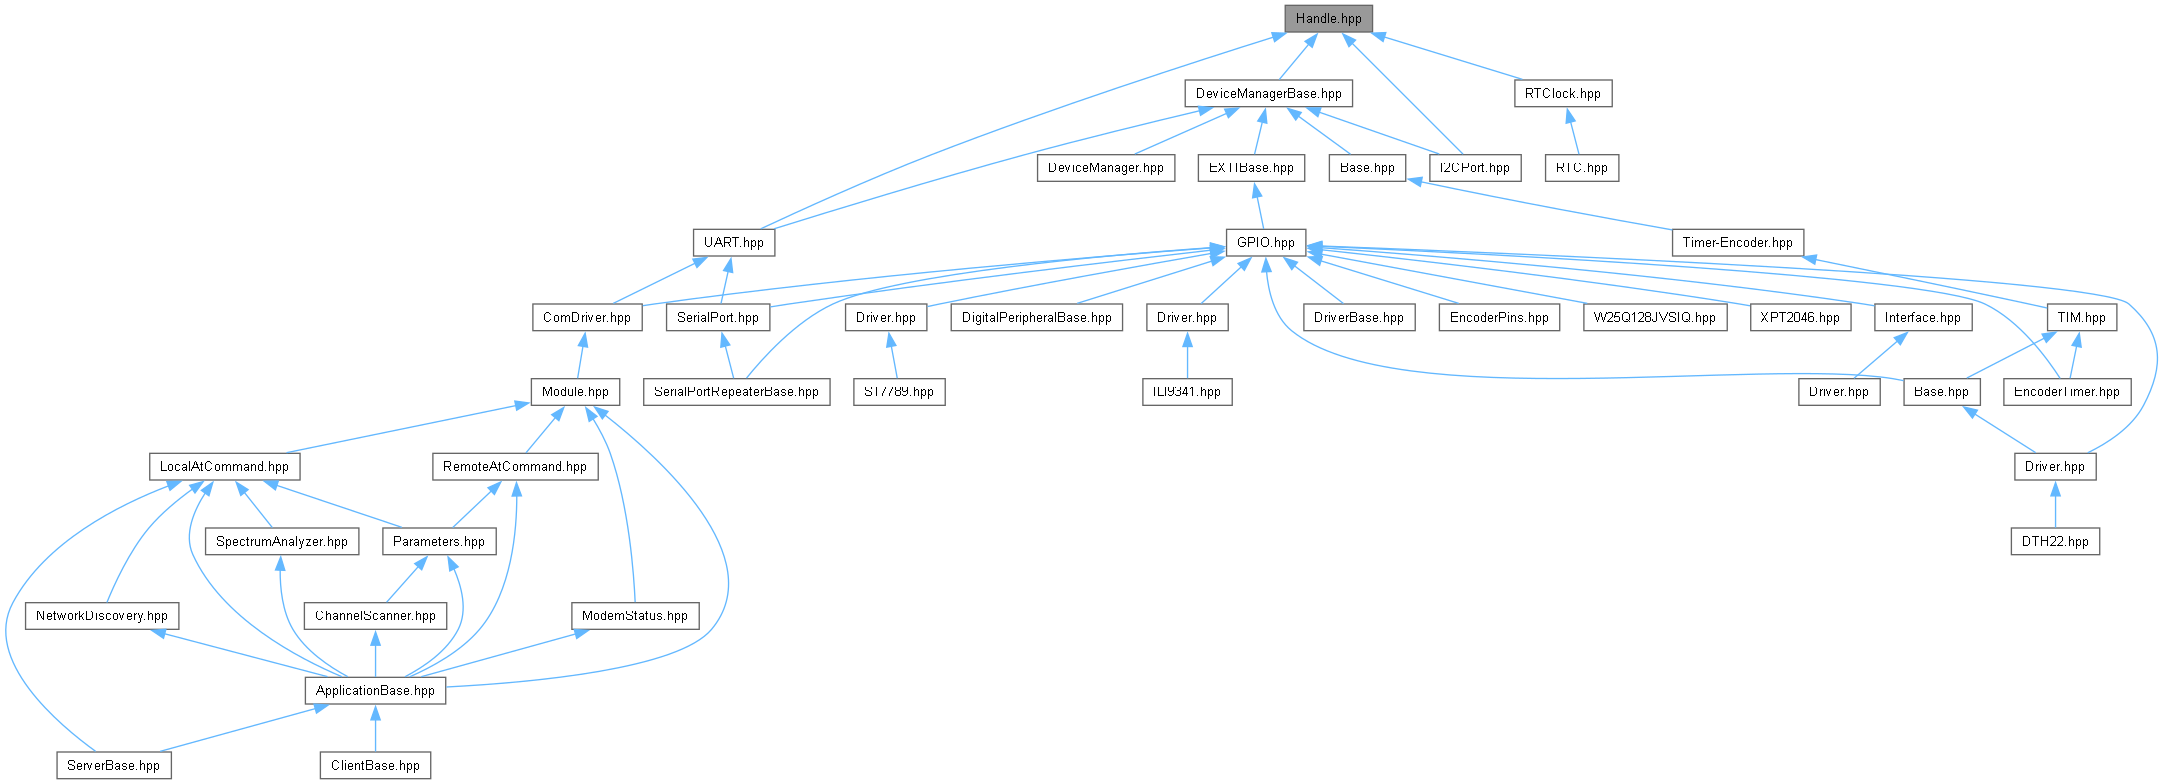 Handle.hpp
DeviceManagerBase.hpp
RTClock.hpp
DeviceManager.hpp
EXTIBase.hpp
Base.hpp
I2CPort.hpp
RTC.hpp
UART.hpp
GPIO.hpp
Timer-Encoder.hpp
ComDriver.hpp
SerialPort.hpp
Driver.hpp
DigitalPeripheralBase.hpp
Driver.hpp
DriverBase.hpp
EncoderPins.hpp
W25Q128JVSIQ.hpp
XPT2046.hpp
Interface.hpp
TIM.hpp
Module.hpp
SerialPortRepeaterBase.hpp
ST7789.hpp
ILI9341.hpp
Driver.hpp
Base.hpp
EncoderTimer.hpp
LocalAtCommand.hpp
RemoteAtCommand.hpp
Driver.hpp
SpectrumAnalyzer.hpp
Parameters.hpp
DTH22.hpp
NetworkDiscovery.hpp
ChannelScanner.hpp
ModemStatus.hpp
ApplicationBase.hpp
ServerBase.hpp
ClientBase.hpp